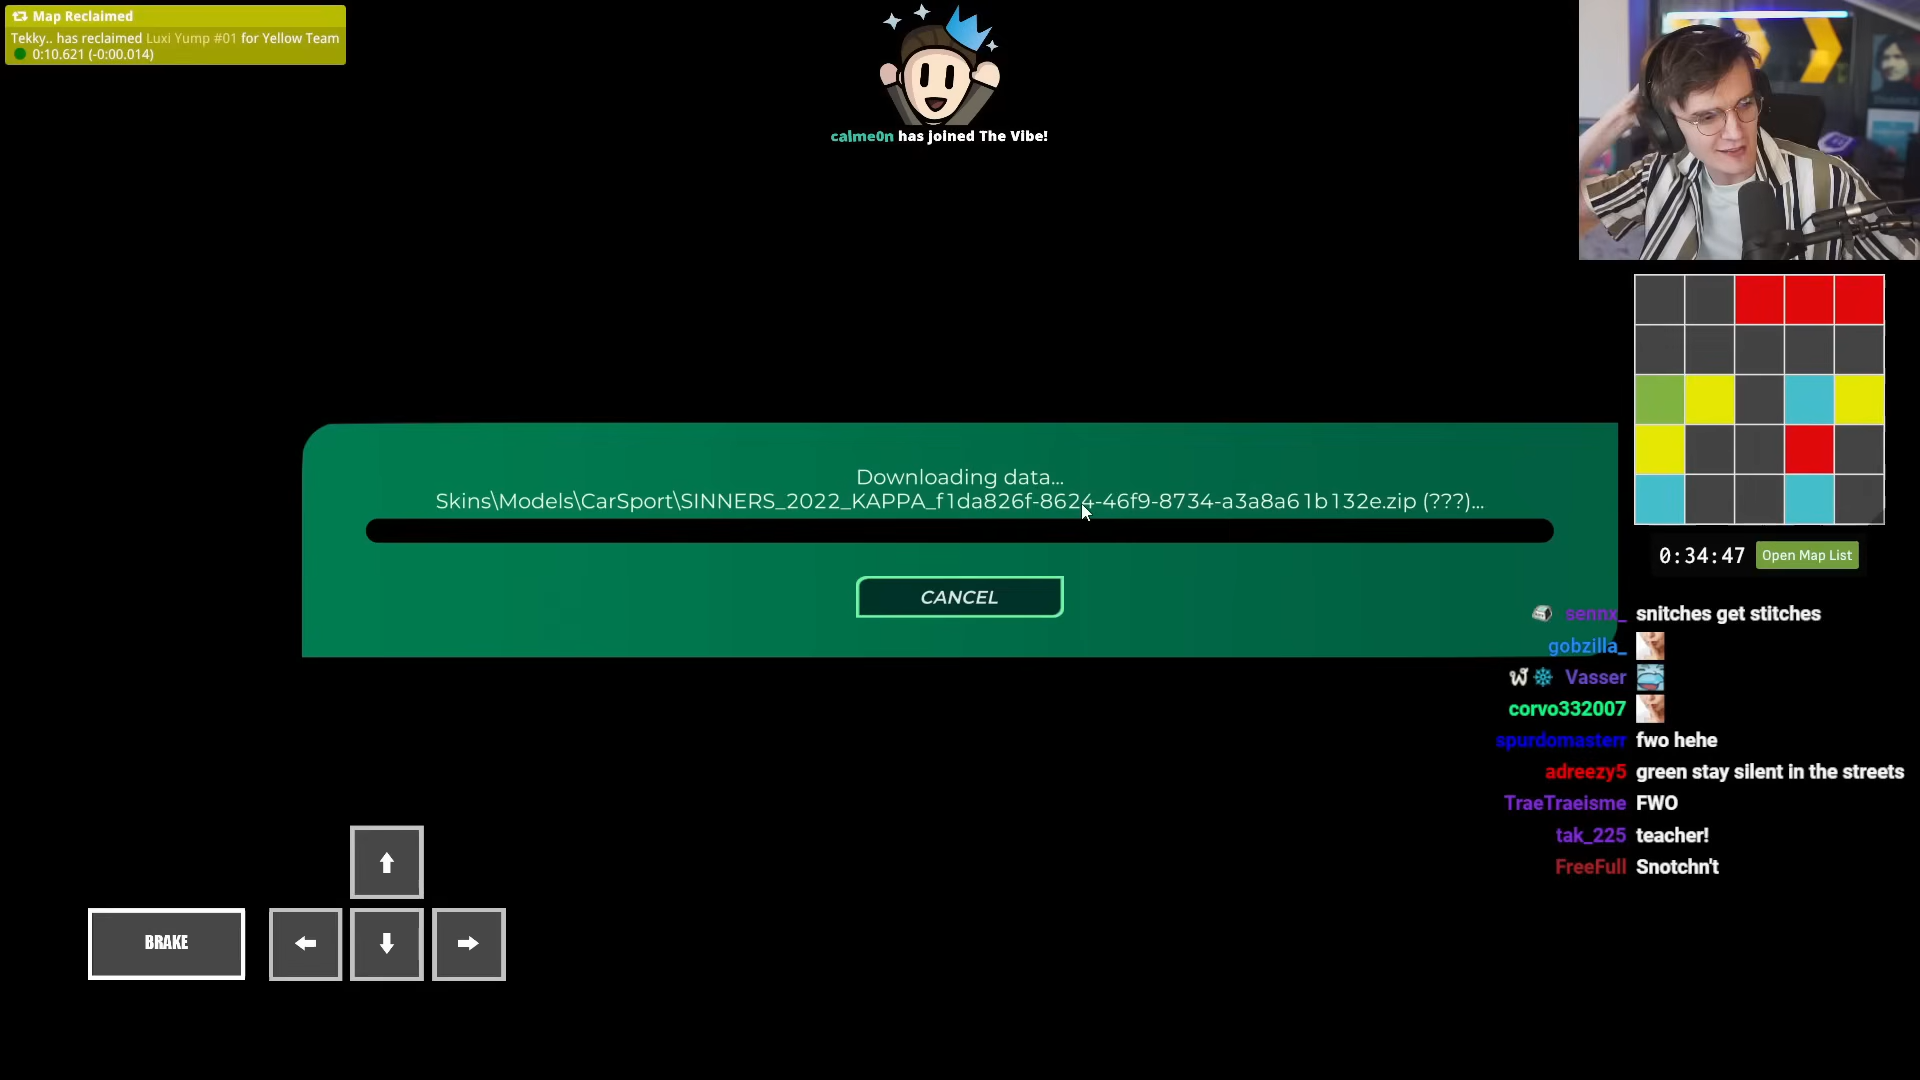 Map Reclaimed
Tekky.. has reclaimed Luxi Yump #01 for Yellow Team
0:10.621 (-0:00.014)
calme0n has joined The Vibe!
Downloading data...
Skins\Models\CarSport\SINNERS_2022_KAPPA_f1da826f-8624-46f9-8734-a3a8a61b132e.zip (???)...
CANCEL
0:34:47 Open Map List
sennx_ snitches get stitches
gobzilla_
Vasser
corvo332007
spurdomasterr fwo hehe
adreezy5 green stay silent in the streets
TraeTraeisme FWO
tak_225 teacher!
FreeFull Snotchn't
BRAKE